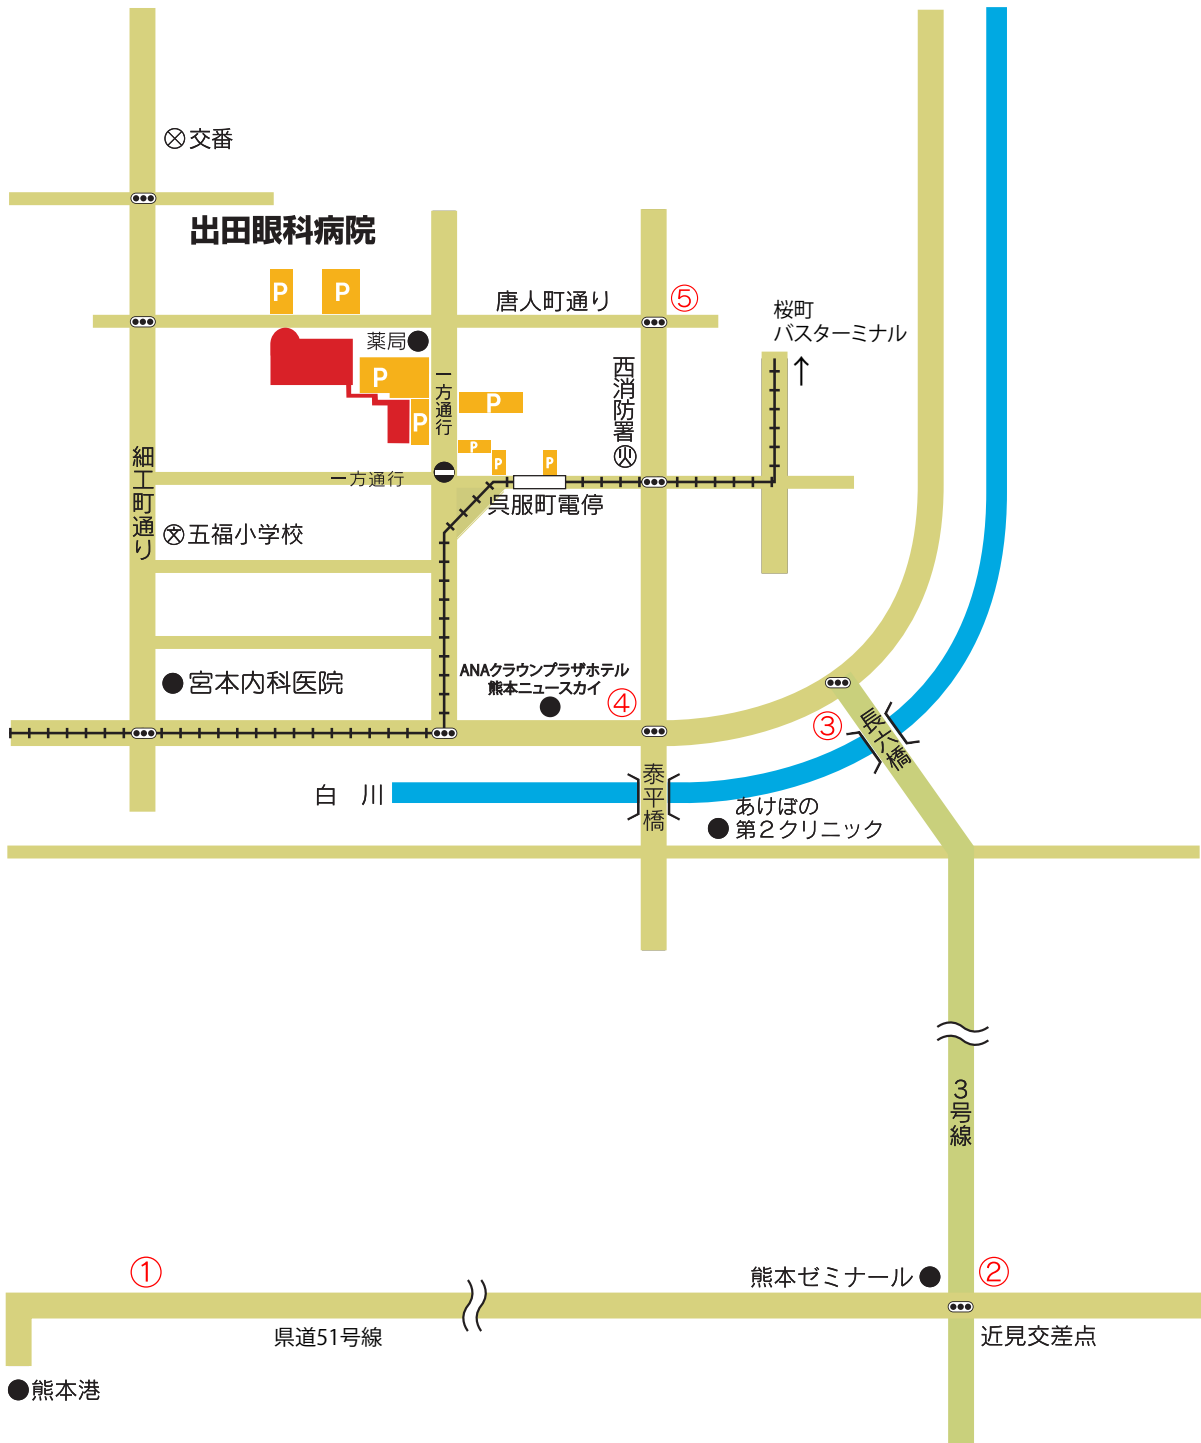 交番
出田眼科病院
P
P
唐人町通り
⑤
桜町
バスターミナル
薬局
P
P
P
P
P
P
一方通行
西消防署
細工町通り
一方通行
呉服町電停
文
五福小学校
宮本内科医院
ANAクラウンプラザホテル
熊本ニュースカイ
④
③
長六橋
白 川
泰平橋
あけぼの
第2クリニック
3号線
①
熊本ゼミナール
②
県道51号線
近見交差点
熊本港